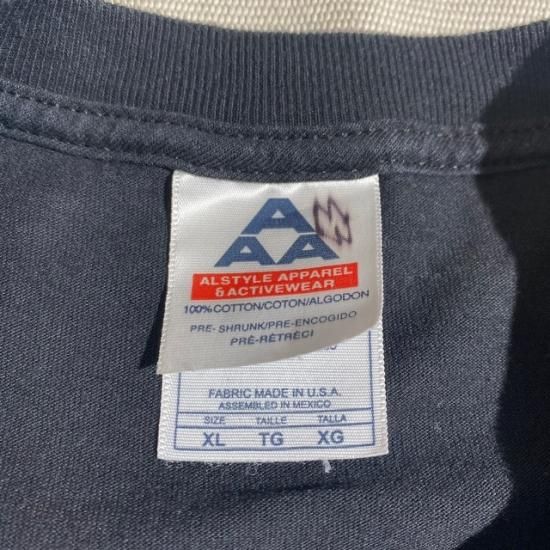 A
A A
ALSTYLE APPAREL
& ACTIVEWEAR
100% COTTON/COTON/ALGODON
PRE-SHRUNK/PRE-ENCOGIDO
PRÉ-RÉTRÉCI
FABRIC MADE IN U.S.A.
ASSEMBLED IN MEXICO
SIZE TAILLE TALLA
XL TG XG